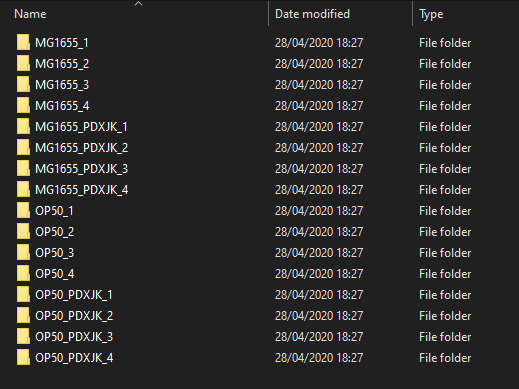 Name Date modified Type
MG1655_1 28/04/2020 18:27 File folder
MG1655_2 28/04/2020 18:27 File folder
MG1655_3 28/04/2020 18:27 File folder
MG1655_4 28/04/2020 18:27 File folder
MG1655_PDXJK_1 28/04/2020 18:27 File folder
MG1655_PDXJK_2 28/04/2020 18:27 File folder
MG1655_PDXJK_3 28/04/2020 18:27 File folder
MG1655_PDXJK_4 28/04/2020 18:27 File folder
OP50_1 28/04/2020 18:27 File folder
OP50_2 28/04/2020 18:27 File folder
OP50_3 28/04/2020 18:27 File folder
OP50_4 28/04/2020 18:27 File folder
OP50_PDXJK_1 28/04/2020 18:27 File folder
OP50_PDXJK_2 28/04/2020 18:27 File folder
OP50_PDXJK_3 28/04/2020 18:27 File folder
OP50_PDXJK_4 28/04/2020 18:27 File folder